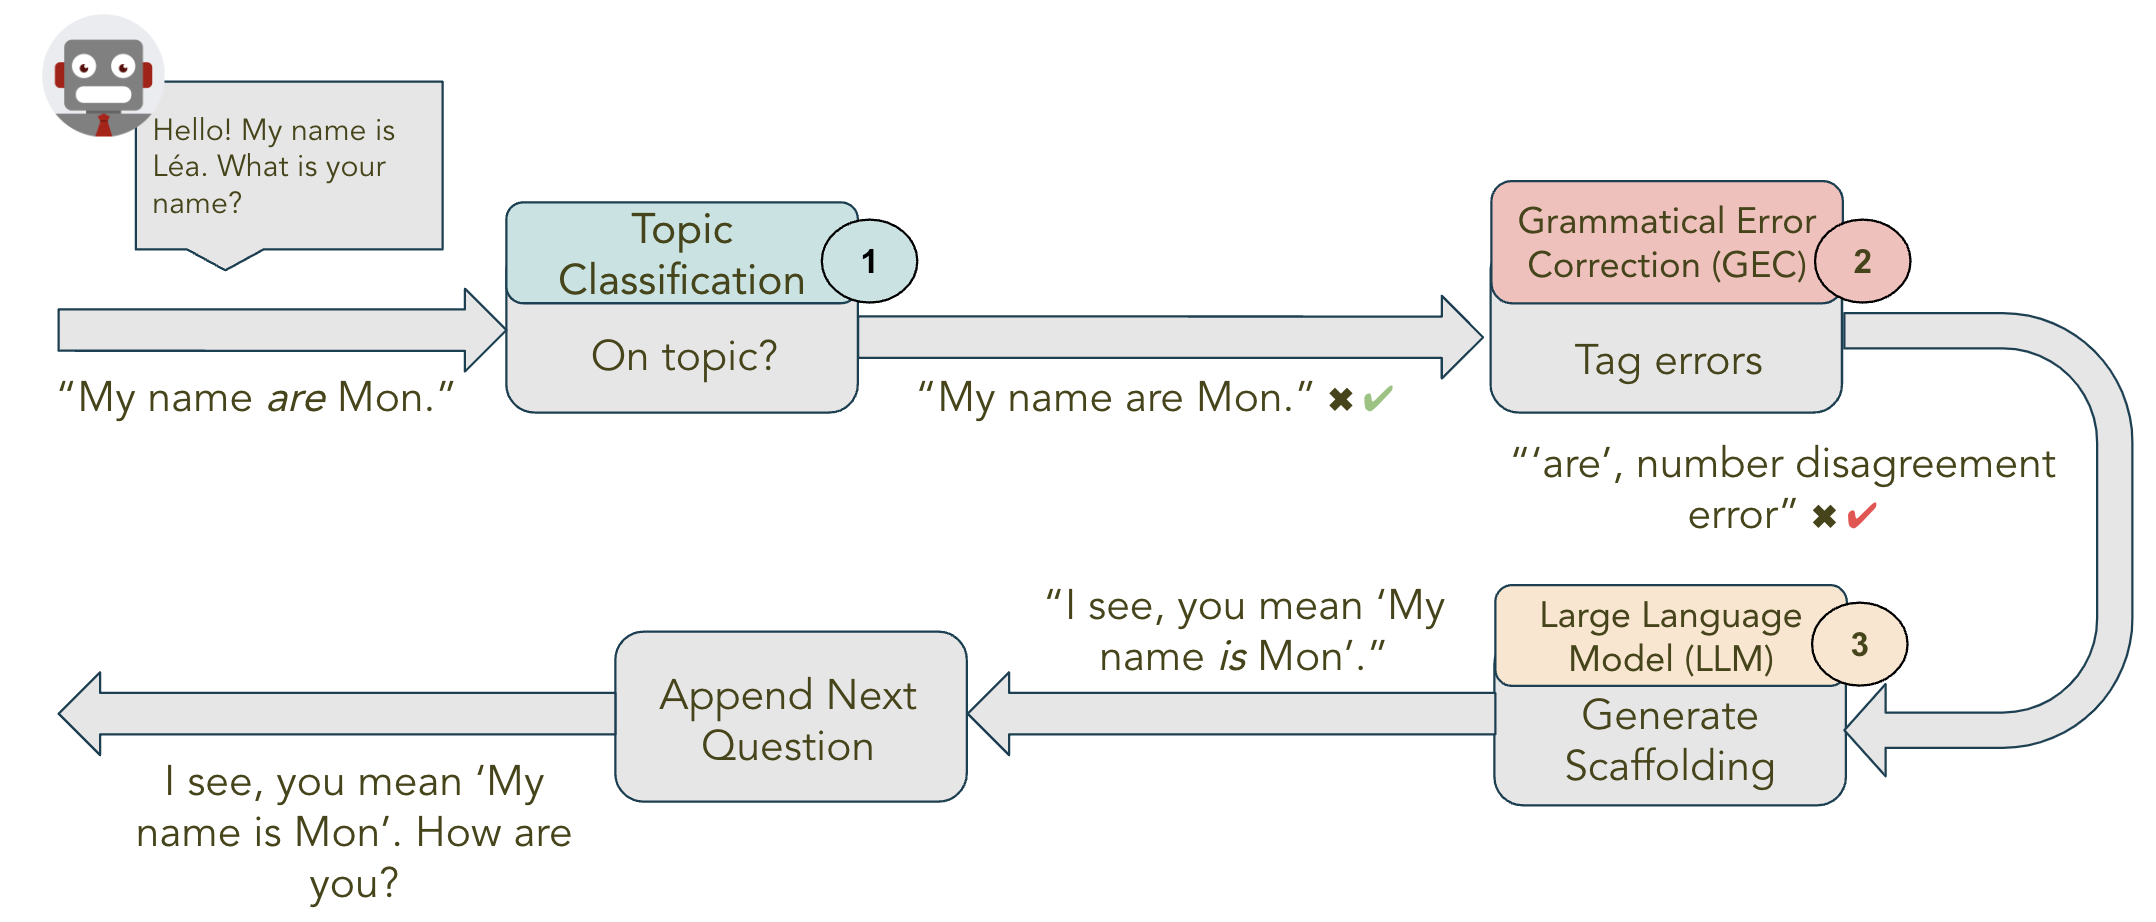 Hello! My name is
Léa. What is your
name?
Topic
Classification
1
On topic?
“My name are Mon.”
“My name are Mon.” ✖ ✔
Grammatical Error
Correction (GEC)
2
Tag errors
“‘are’, number disagreement
error” ✖ ✔
Large Language
Model (LLM)
3
Generate
Scaffolding
“I see, you mean ‘My
name is Mon’.”
Append Next
Question
I see, you mean ‘My
name is Mon’. How are
you?